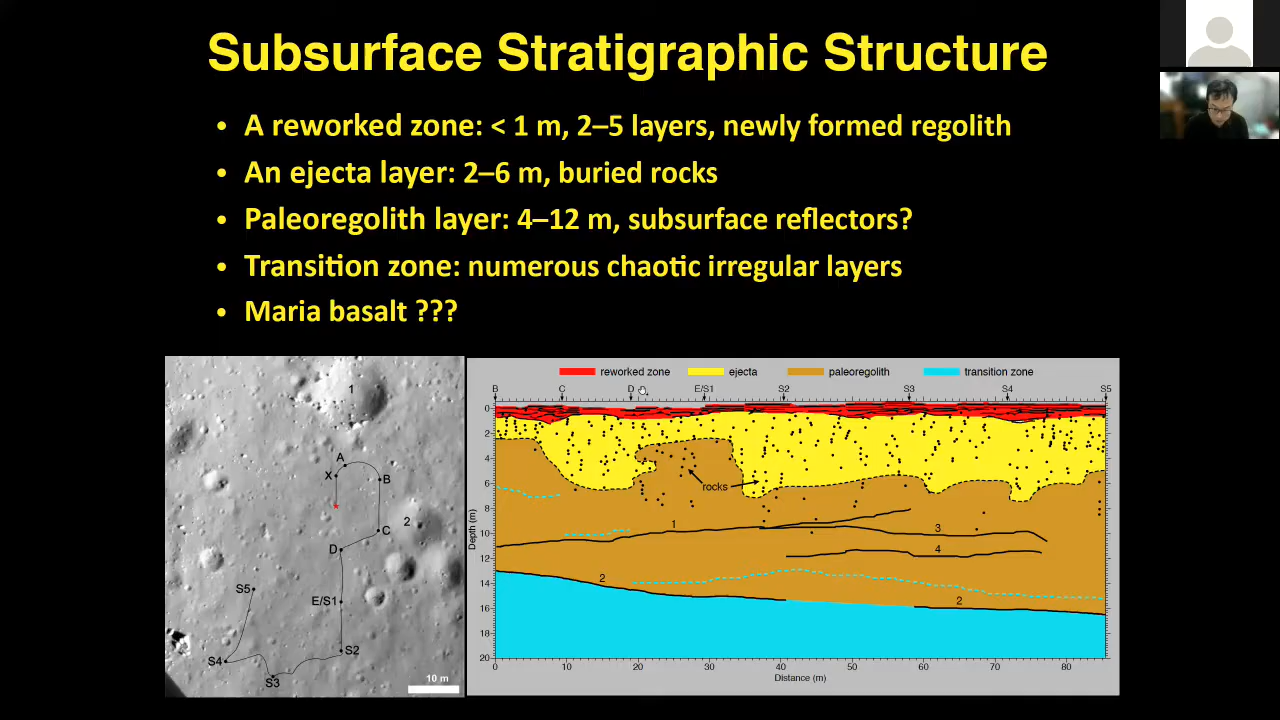 Subsurface Stratigraphic Structure
• A reworked zone: < 1 m, 2–5 layers, newly formed regolith
• An ejecta layer: 2–6 m, buried rocks
• Paleoregolith layer: 4–12 m, subsurface reflectors?
• Transition zone: numerous chaotic irregular layers
• Maria basalt ???
1
A
X
B
2
C
D
S5
E/S1
S2
S4
S3
10 m
reworked zone ejecta paleoregolith transition zone
B C D E/S1 S2 S3 S4 S5
0
2
4
6
rocks
8
1 3
10
4
12
2
14
2
16
18
20
Depth (m)
0 10 20 30 40 50 60 70 80
Distance (m)